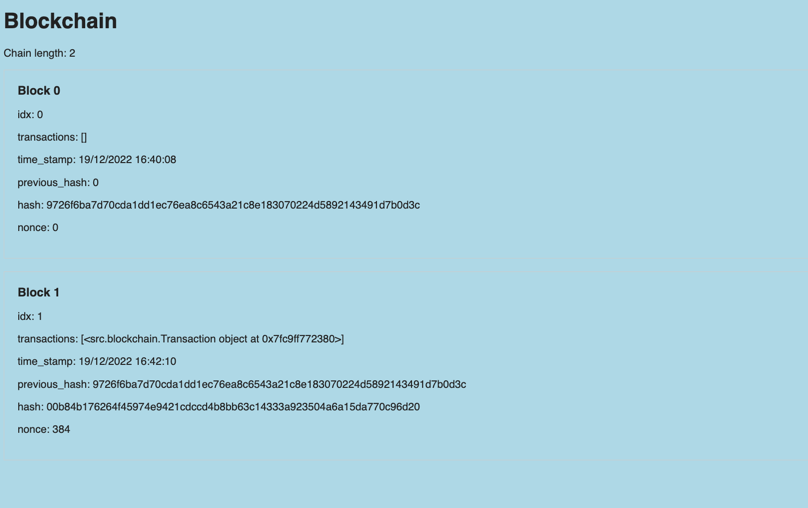 Blockchain
Chain length: 2
Block 0
idx: 0
transactions: []
time_stamp: 19/12/2022 16:40:08
previous_hash: 0
hash: 9726f6ba7d70cda1dd1ec76ea8c6543a21c8e183070224d5892143491d7b0d3c
nonce: 0
Block 1
idx: 1
transactions: [<src.blockchain.Transaction object at 0x7fc9ff772380>]
time_stamp: 19/12/2022 16:42:10
previous_hash: 9726f6ba7d70cda1dd1ec76ea8c6543a21c8e183070224d5892143491d7b0d3c
hash: 00b84b176264f45974e9421cdccd4b8bb63c14333a923504a6a15da770c96d20
nonce: 384